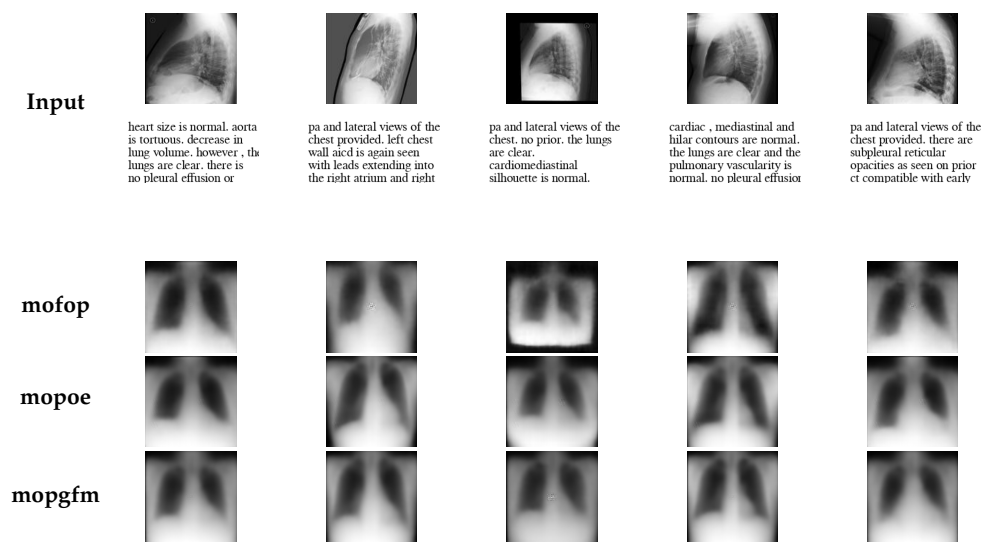 Input
heart size is normal. aorta
is tortuous. decrease in
lung volume. however , the
lungs are clear. there is
no pleural effusion or
pa and lateral views of the
chest provided. left chest
wall aicd is again seen
with leads extending into
the right atrium and right
pa and lateral views of the
chest. no prior. the lungs
are clear.
cardiomediastinal
silhouette is normal.
cardiac , mediastinal and
hilar contours are normal.
the lungs are clear and the
pulmonary vascularity is
normal. no pleural effusion
pa and lateral views of the
chest provided. there are
subpleural reticular
opacities as seen on prior
ct compatible with early
mofop
mopoe
mopgfm